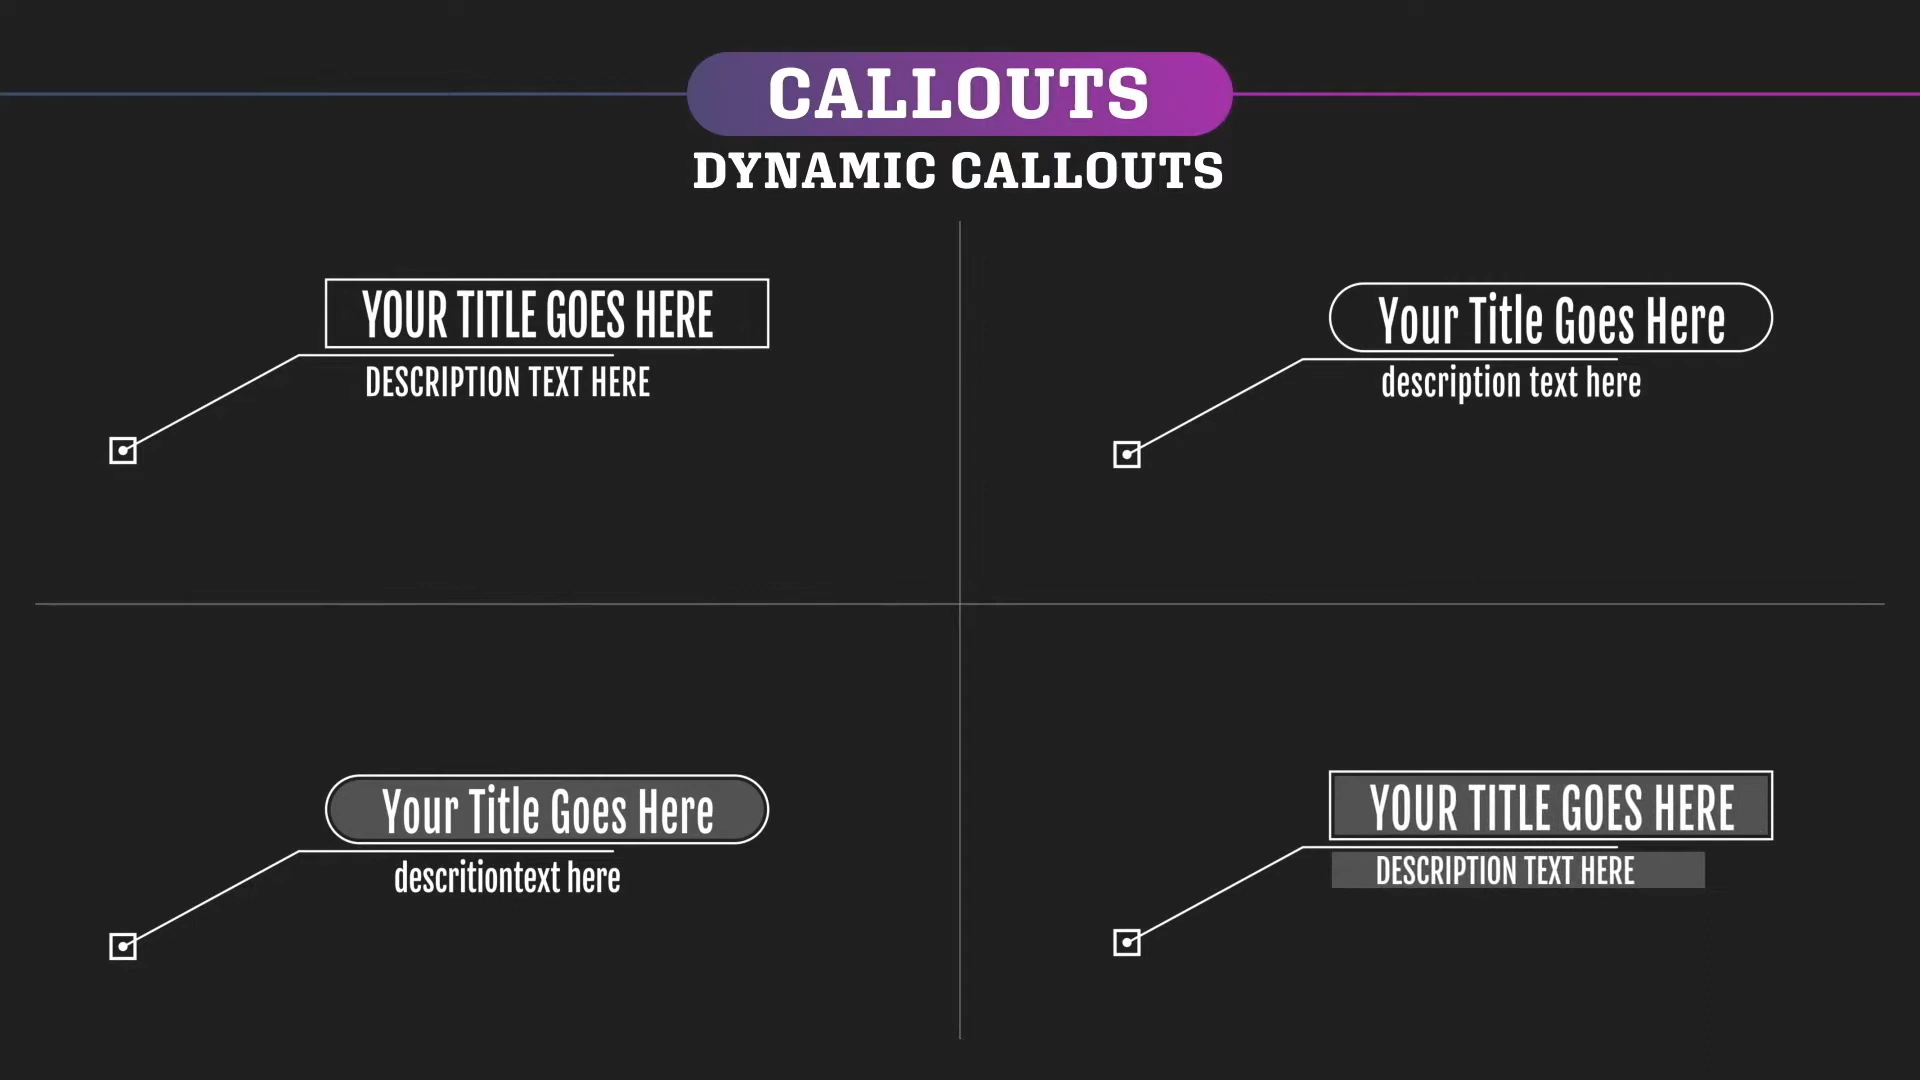 CALLOUTS
DYNAMIC CALLOUTS
YOUR TITLE GOES HERE
DESCRIPTION TEXT HERE
Your Title Goes Here
description text here
Your Title Goes Here
descritiontext here
YOUR TITLE GOES HERE
DESCRIPTION TEXT HERE